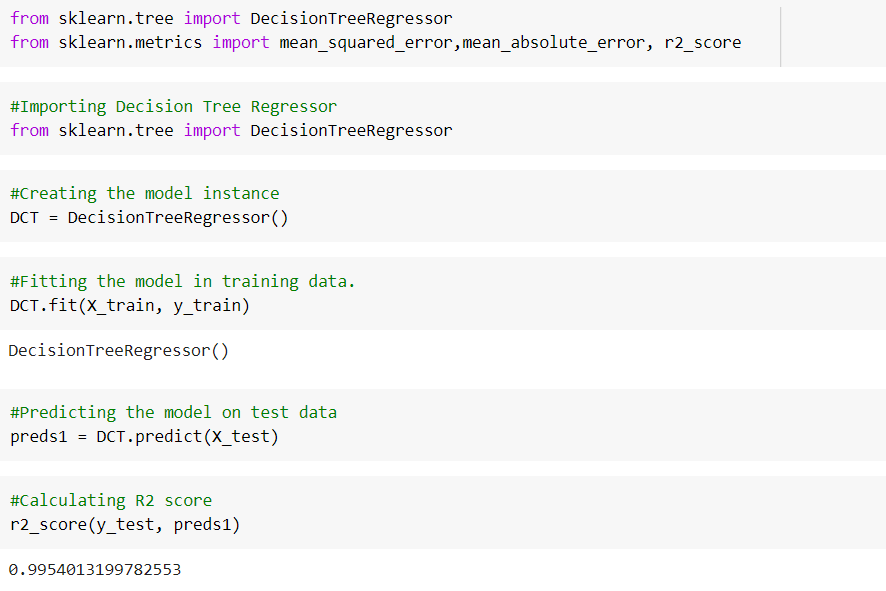 from sklearn.tree import DecisionTreeRegressor
from sklearn.metrics import mean_squared_error,mean_absolute_error, r2_score
#Importing Decision Tree Regressor
from sklearn.tree import DecisionTreeRegressor
#Creating the model instance
DCT = DecisionTreeRegressor()
#Fitting the model in training data.
DCT.fit(X_train, y_train)
DecisionTreeRegressor()
#Predicting the model on test data
preds1 = DCT.predict(X_test)
#Calculating R2 score
r2_score(y_test, preds1)
0.9954013199782553